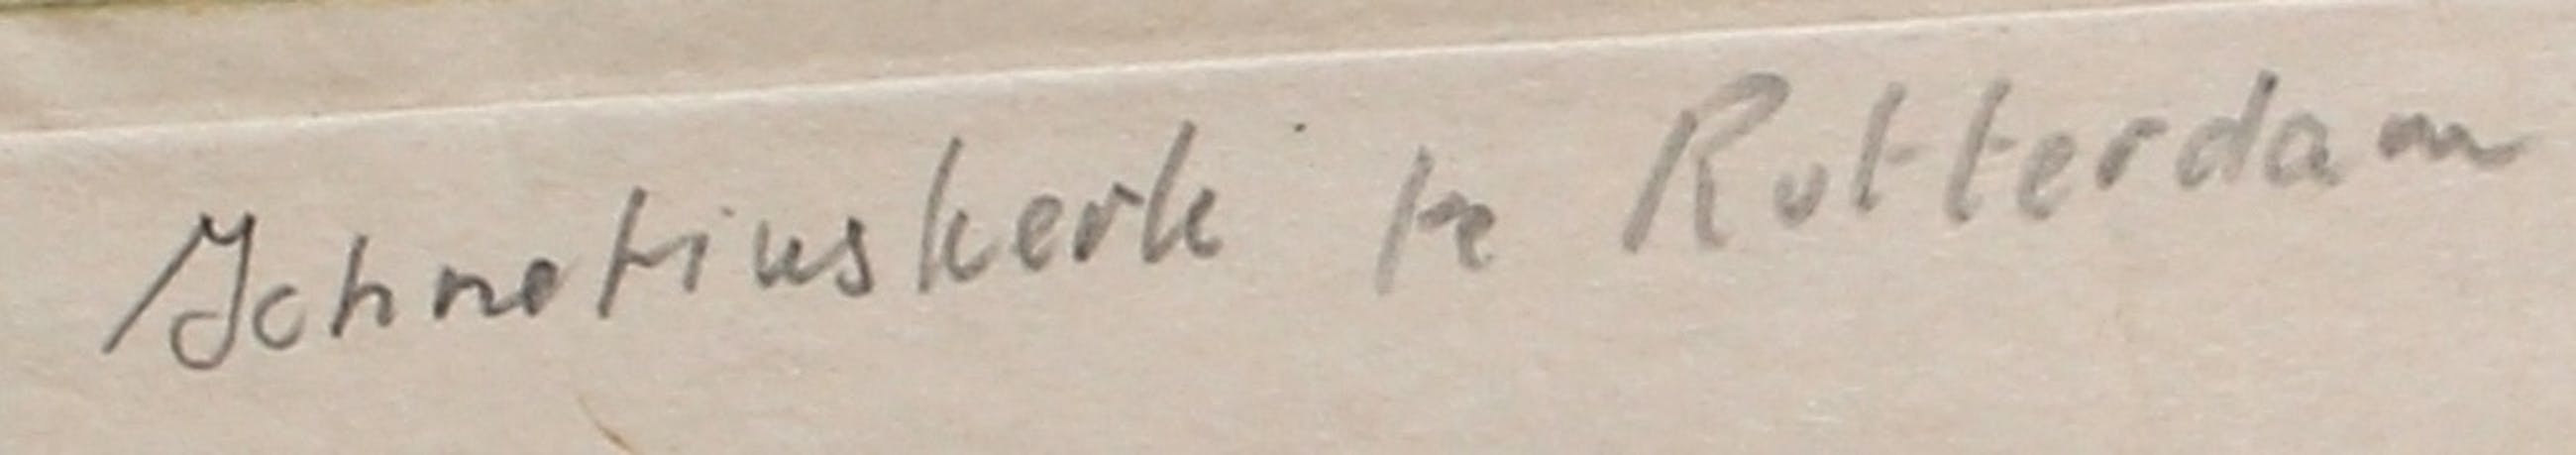 Ichnatiuskerk te Rotterdam